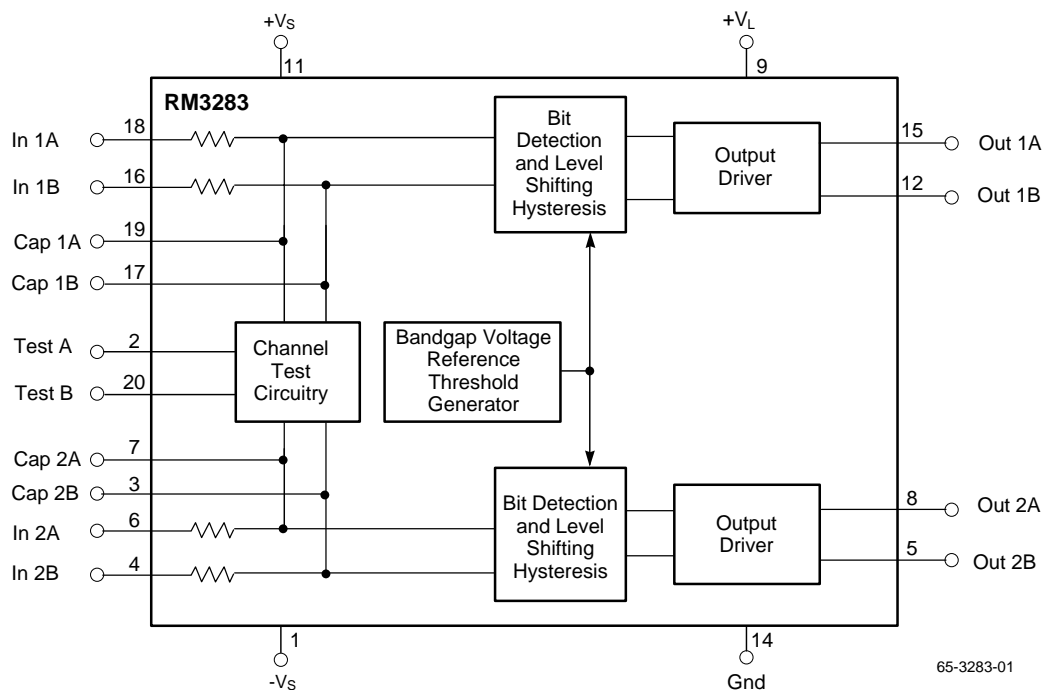 +VS
11
+VL
9
RM3283
In 1A
18
In 1B
16
Cap 1A
19
Cap 1B
17
Test A
2
Test B
20
Cap 2A
7
Cap 2B
3
In 2A
6
In 2B
4
Channel
Test
Circuitry
Bandgap Voltage
Reference
Threshold
Generator
Bit
Detection
and Level
Shifting
Hysteresis
Output
Driver
15
Out 1A
12
Out 1B
Bit Detection
and Level
Shifting
Hysteresis
Output
Driver
8
Out 2A
5
Out 2B
1
-VS
14
Gnd
65-3283-01